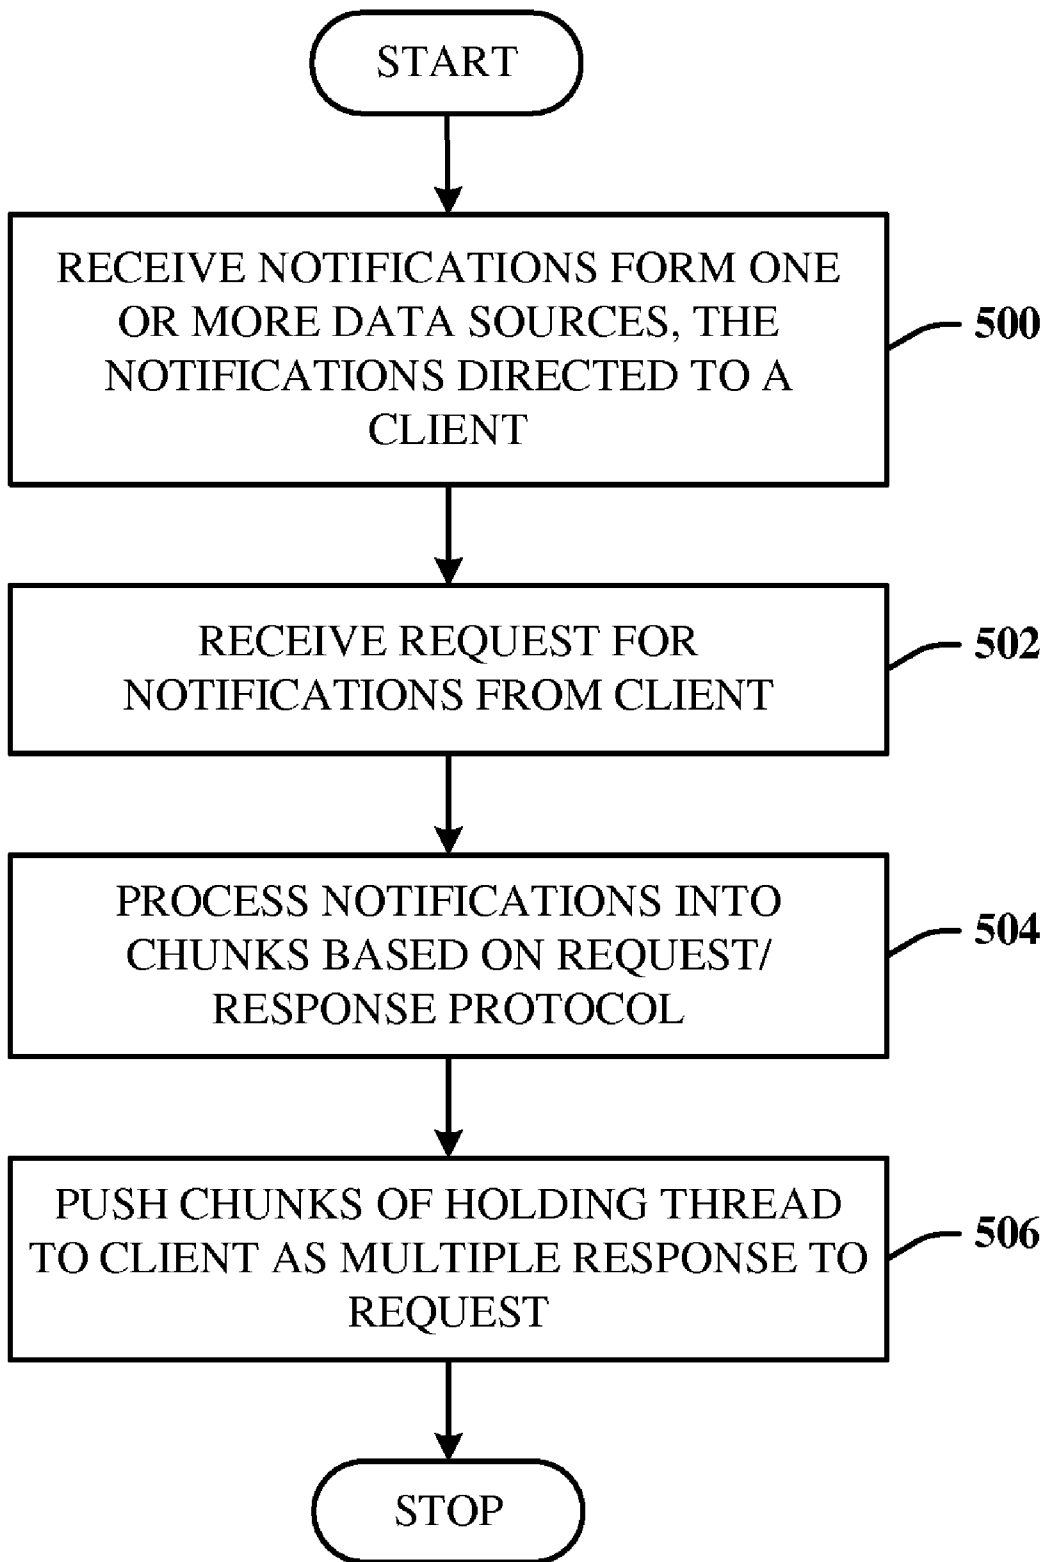 START
RECEIVE NOTIFICATIONS FORM ONE
OR MORE DATA SOURCES, THE
NOTIFICATIONS DIRECTED TO A
CLIENT
500
RECEIVE REQUEST FOR
NOTIFICATIONS FROM CLIENT
502
PROCESS NOTIFICATIONS INTO
CHUNKS BASED ON REQUEST/
RESPONSE PROTOCOL
504
PUSH CHUNKS OF HOLDING THREAD
TO CLIENT AS MULTIPLE RESPONSE TO
REQUEST
506
STOP